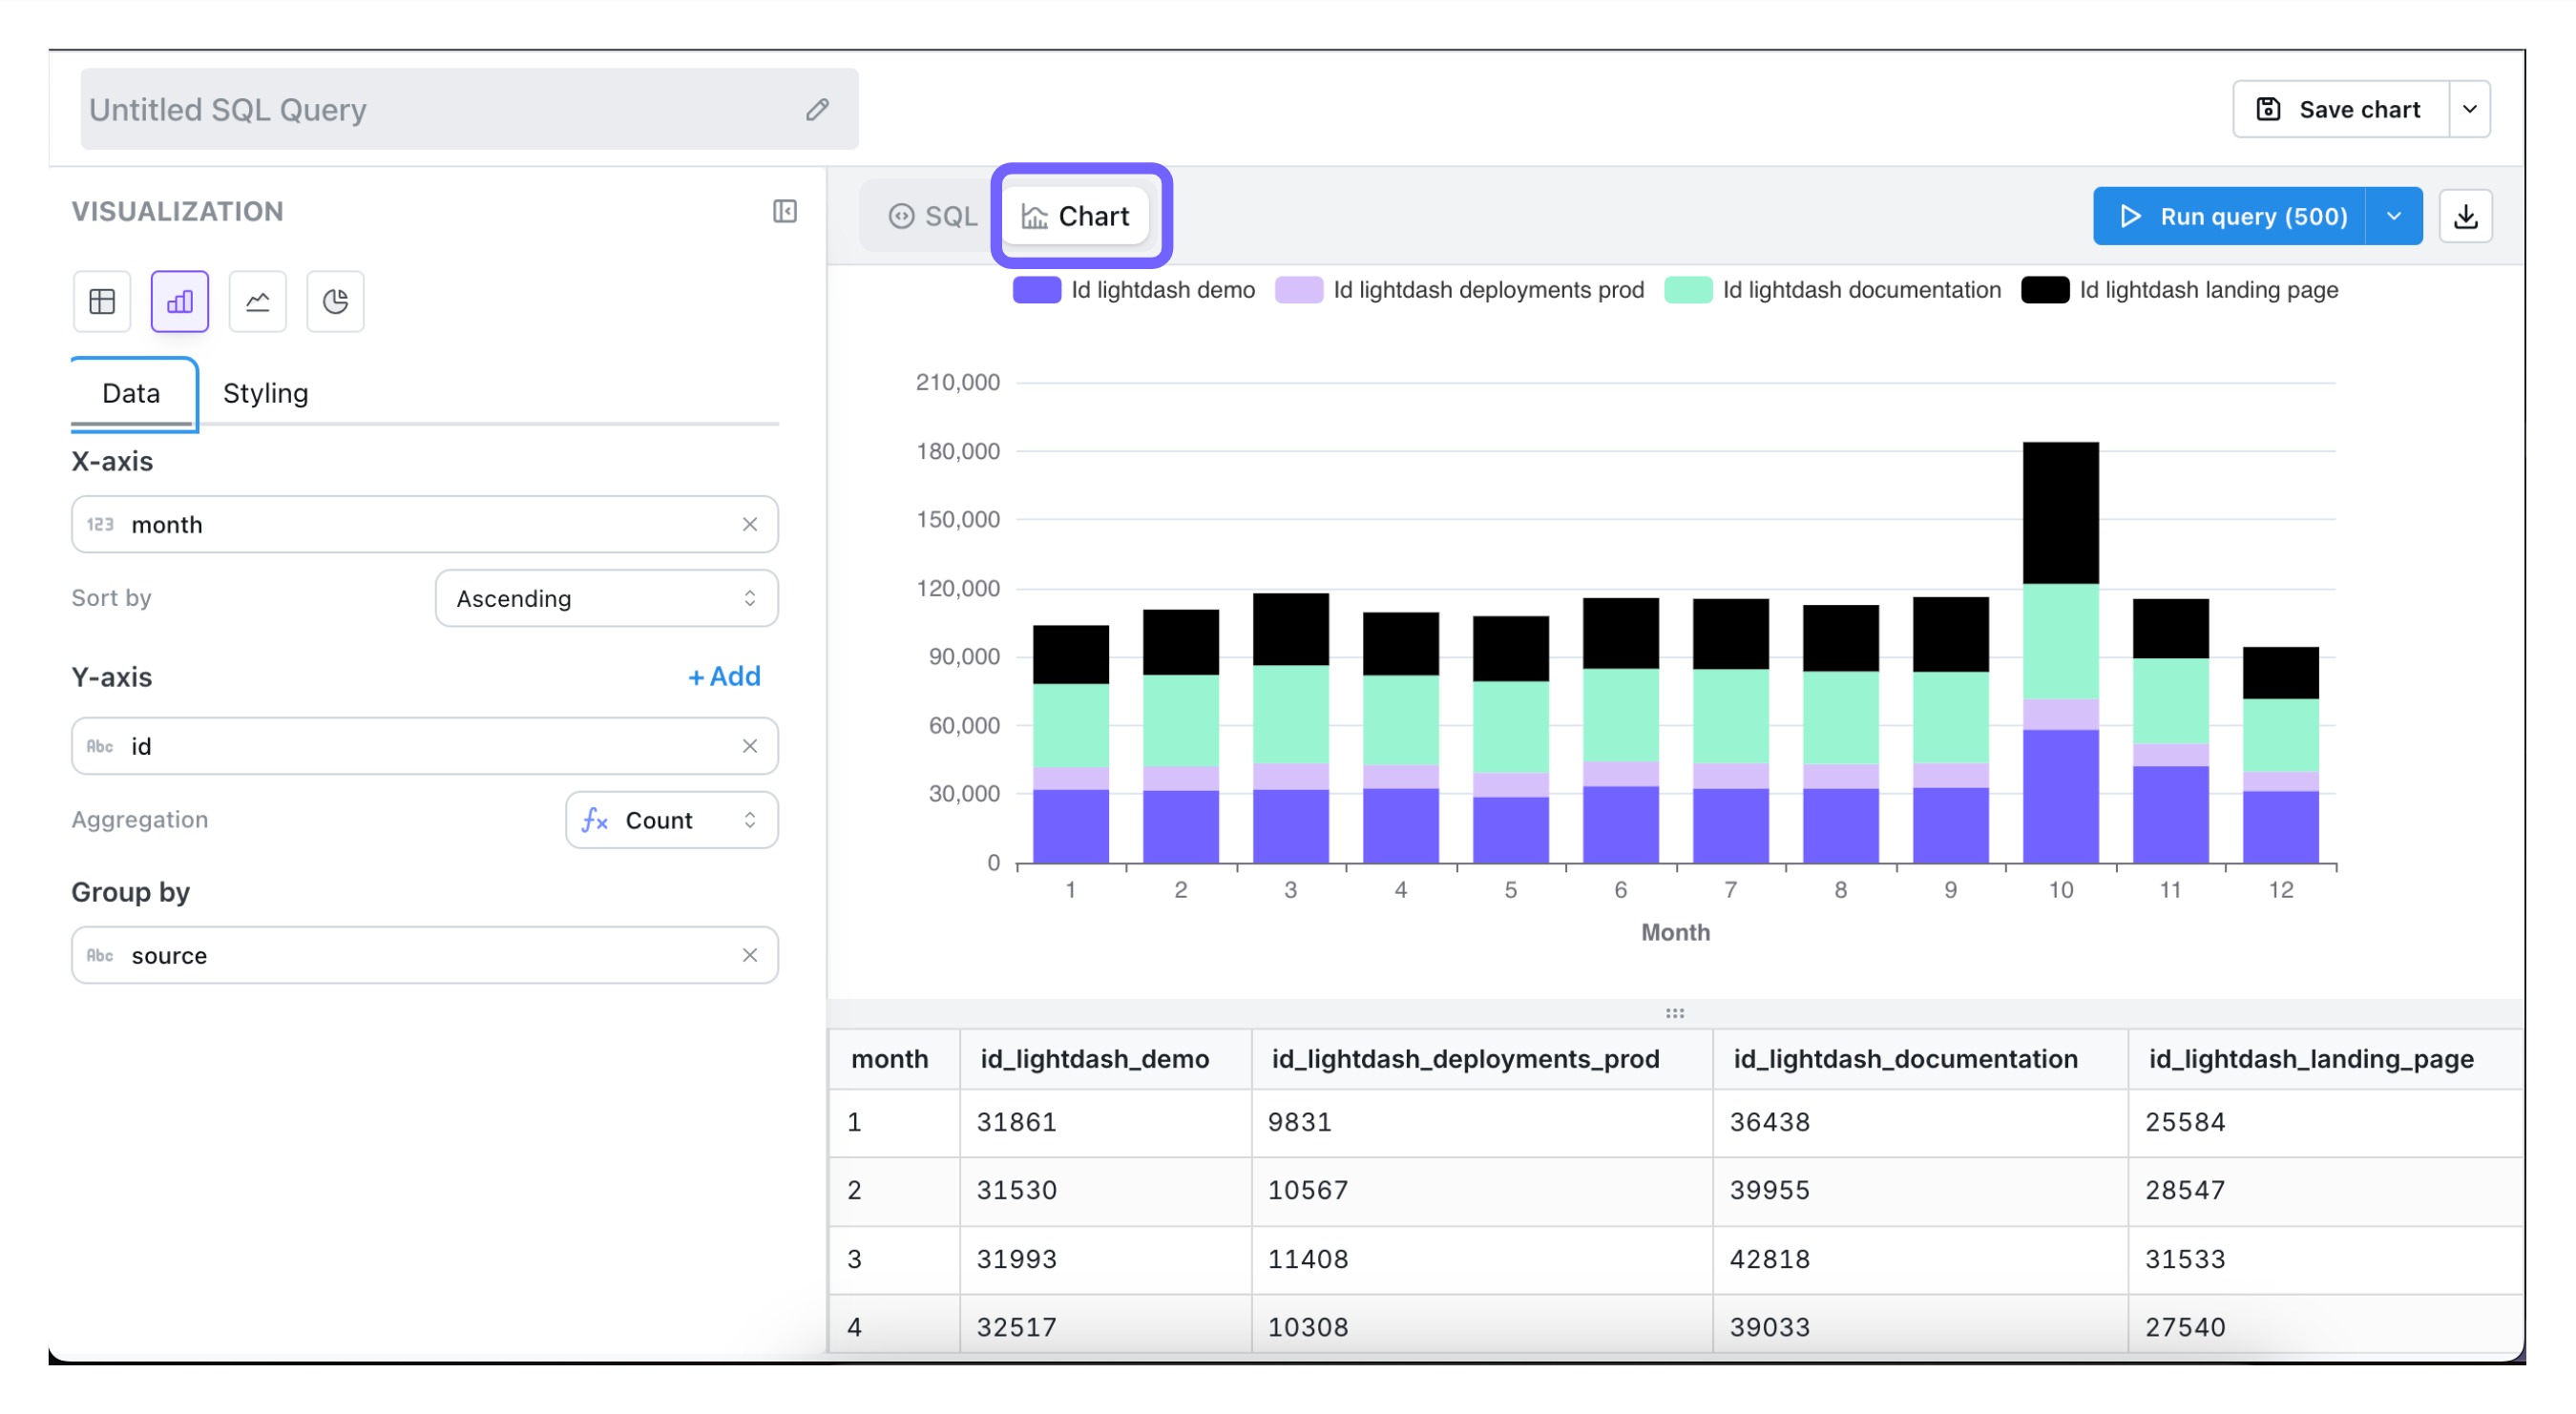 Untitled SQL Query
Save chart
VISUALIZATION
SQL
Chart
Run query (500)
Data
Styling
X-axis
123 month
Sort by
Ascending
Y-axis
+ Add
Abc id
Aggregation
fx Count
Group by
Abc source
Id lightdash demo
Id lightdash deployments prod
Id lightdash documentation
Id lightdash landing page
210,000
180,000
150,000
120,000
90,000
60,000
30,000
0
1 2 3 4 5 6 7 8 9 10 11 12
Month
month id_lightdash_demo id_lightdash_deployments_prod id_lightdash_documentation id_lightdash_landing_page
1 31861 9831 36438 25584
2 31530 10567 39955 28547
3 31993 11408 42818 31533
4 32517 10308 39033 27540